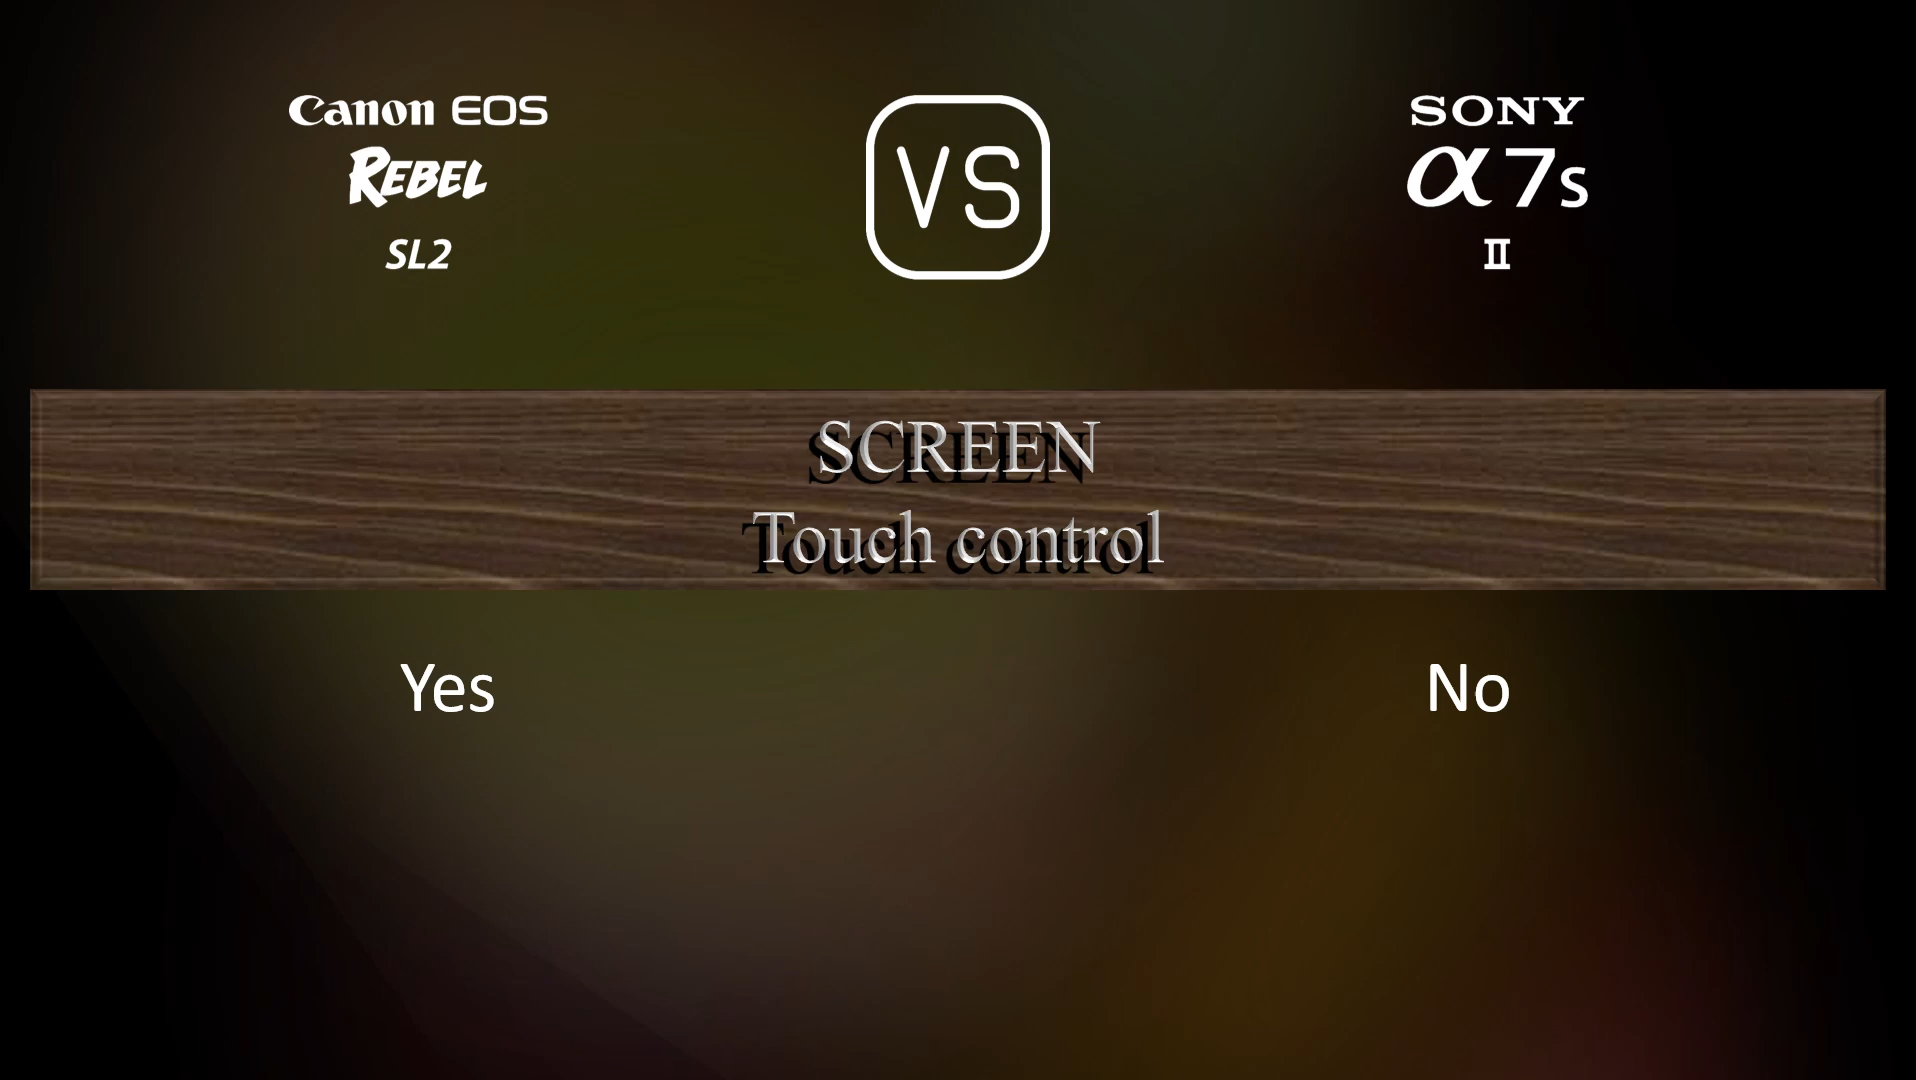 Canon EOS
REBEL
SL2
VS
SONY
α7s
II
SCREEN
Touch control
Yes
No